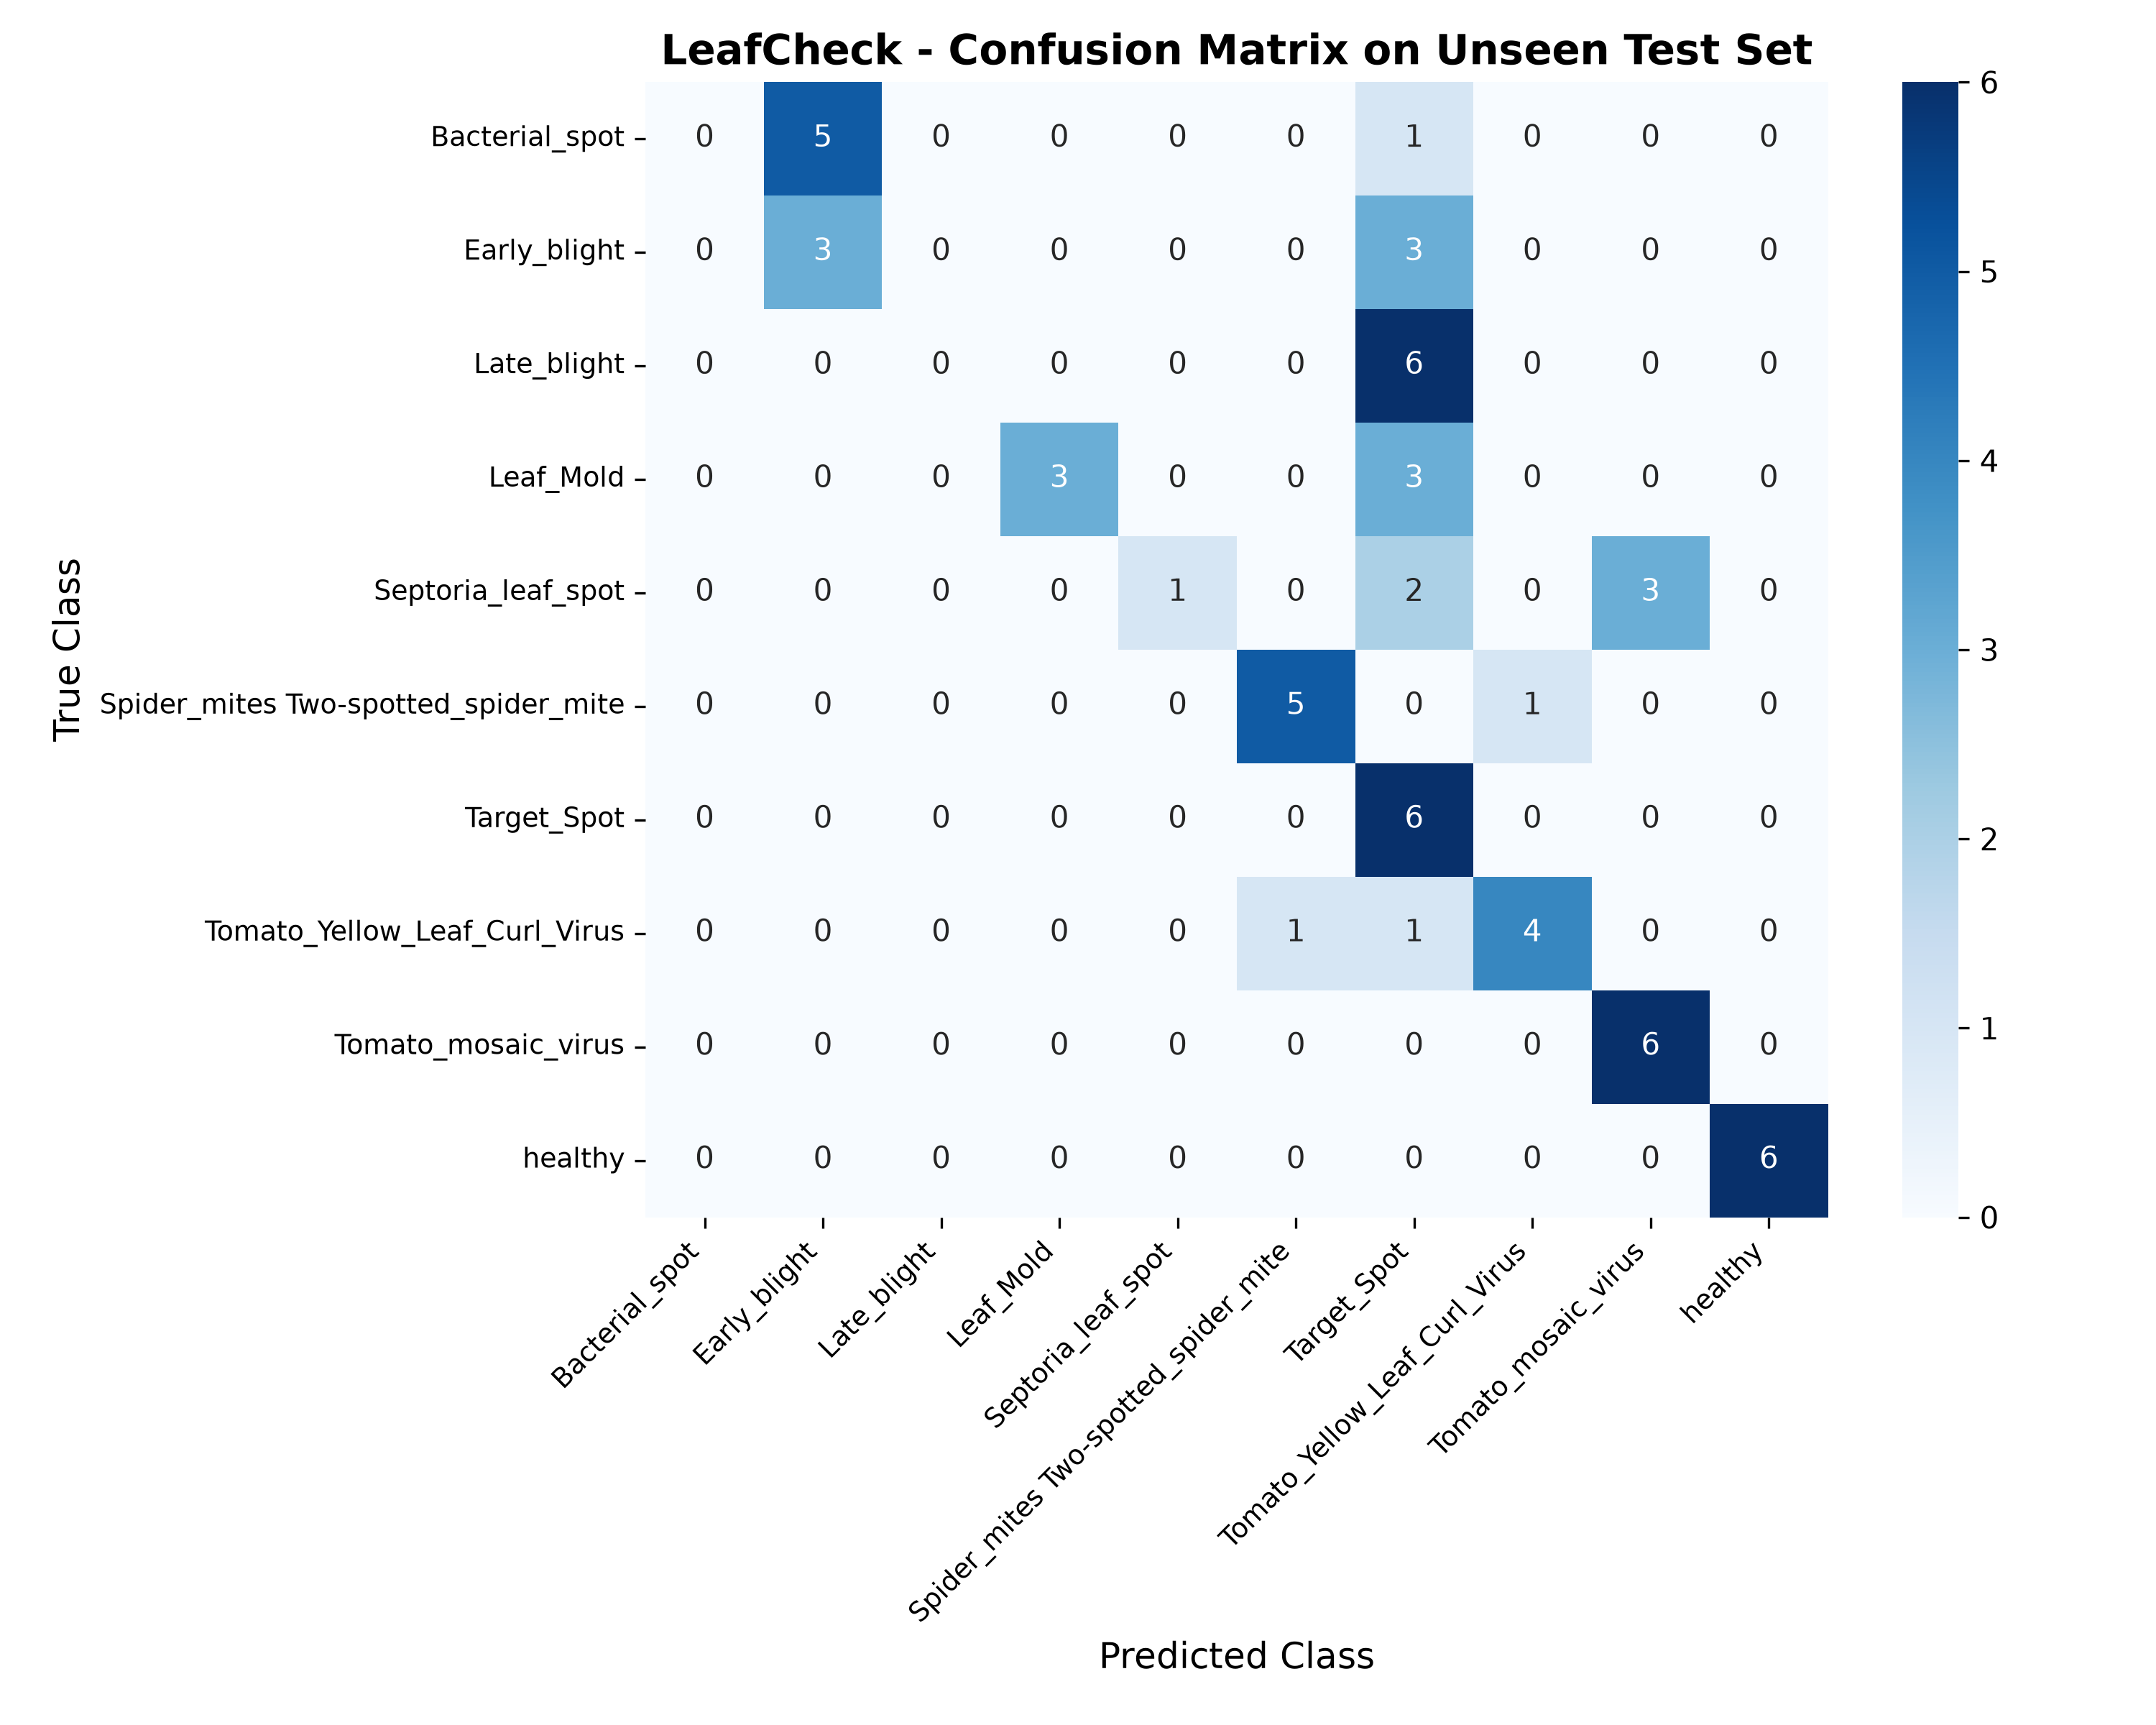 LeafCheck - Confusion Matrix on Unseen Test Set
True Class
Bacterial_spot 0 5 0 0 0 0 1 0 0 0
Early_blight 0 3 0 0 0 0 3 0 0 0
Late_blight 0 0 0 0 0 0 6 0 0 0
Leaf_Mold 0 0 0 3 0 0 3 0 0 0
Septoria_leaf_spot 0 0 0 0 1 0 2 0 3 0
Spider_mites Two-spotted_spider_mite 0 0 0 0 0 5 0 1 0 0
Target_Spot 0 0 0 0 0 0 6 0 0 0
Tomato_Yellow_Leaf_Curl_Virus 0 0 0 0 0 1 1 4 0 0
Tomato_mosaic_virus 0 0 0 0 0 0 0 0 6 0
healthy 0 0 0 0 0 0 0 0 0 6
Bacterial_spot
Early_blight
Late_blight
Leaf_Mold
Septoria_leaf_spot
Spider_mites Two-spotted_spider_mite
Target_Spot
Tomato_Yellow_Leaf_Curl_Virus
Tomato_mosaic_virus
healthy
Predicted Class
6
5
4
3
2
1
0